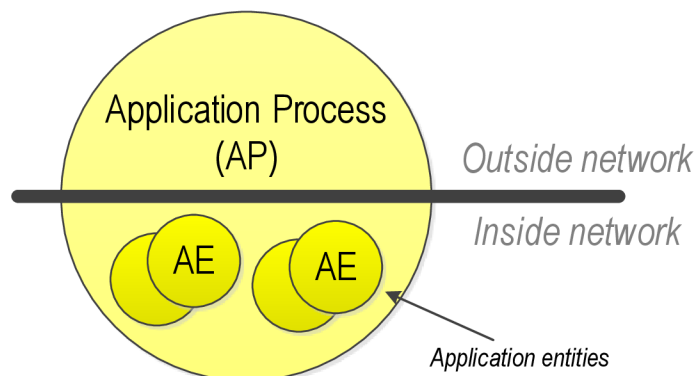 Application Process
(AP)
Outside network
Inside network
AE
AE
Application entities